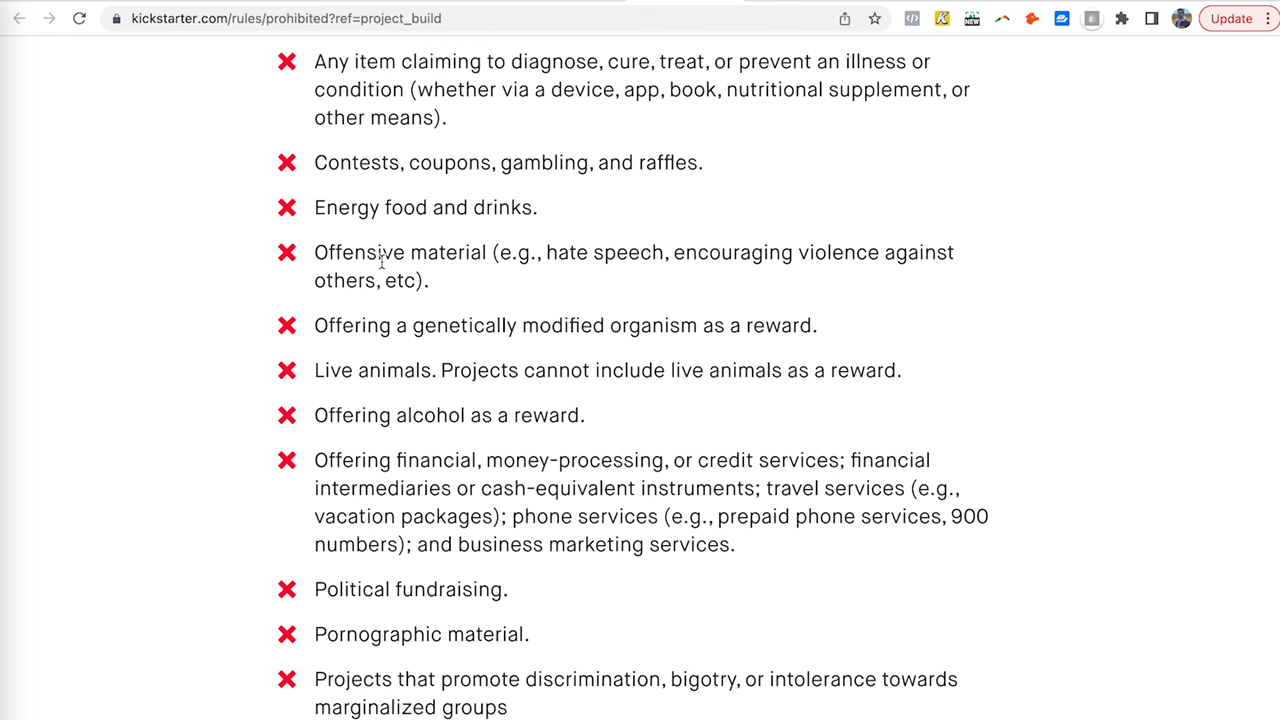 kickstarter.com/rules/prohibited?ref=project_build
NEW
Update
Any item claiming to diagnose, cure, treat, or prevent an illness or
condition (whether via a device, app, book, nutritional supplement, or
other means).
Contests, coupons, gambling, and raffles.
Energy food and drinks.
Offensive material (e.g., hate speech, encouraging violence against
others, etc).
Offering a genetically modified organism as a reward.
Live animals. Projects cannot include live animals as a reward.
Offering alcohol as a reward.
Offering financial, money-processing, or credit services; financial
intermediaries or cash-equivalent instruments; travel services (e.g.,
vacation packages); phone services (e.g., prepaid phone services, 900
numbers); and business marketing services.
Political fundraising.
Pornographic material.
Projects that promote discrimination, bigotry, or intolerance towards
marginalized groups